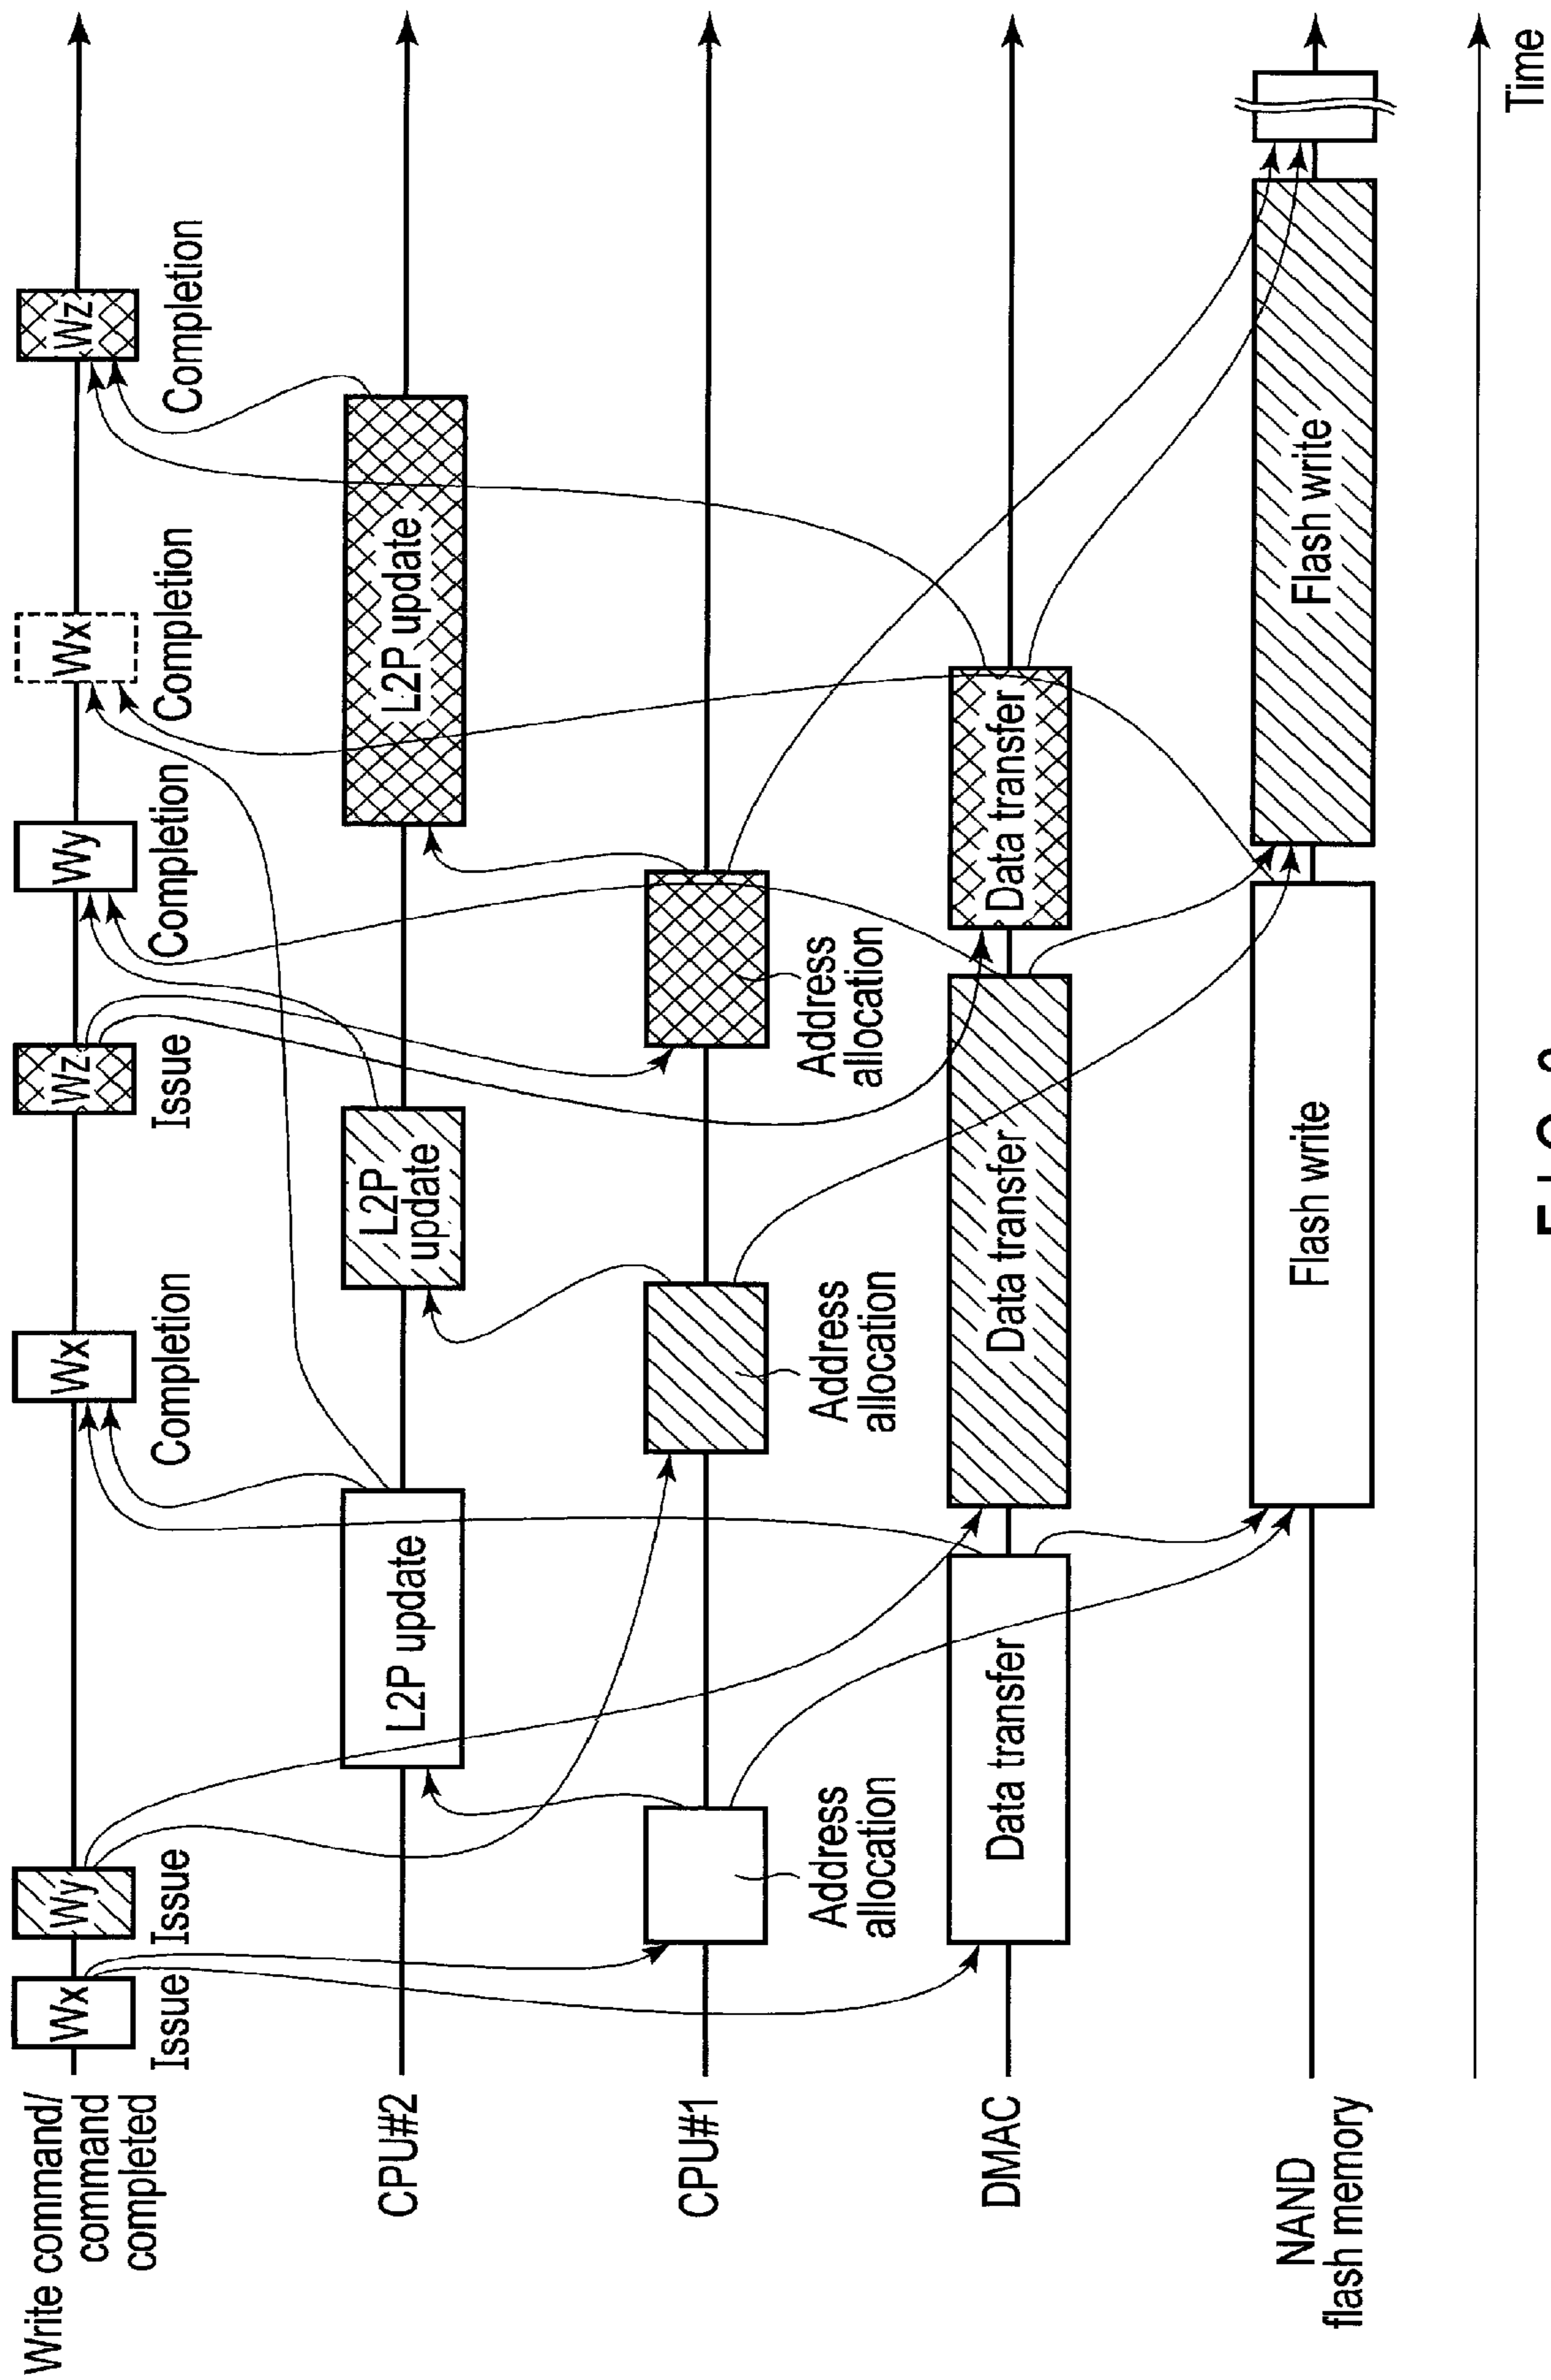 Write command/
command
completed
Wx
Wy
Wx
Wz
Wy
Wx
Wz
Issue
Issue
Completion
Issue
Completion
Completion
Completion
CPU#2
L2P update
L2P
update
L2P update
CPU#1
Address
allocation
Address
allocation
Address
allocation
DMAC
Data transfer
Data transfer
Data transfer
NAND
flash memory
Flash write
Flash write
Time